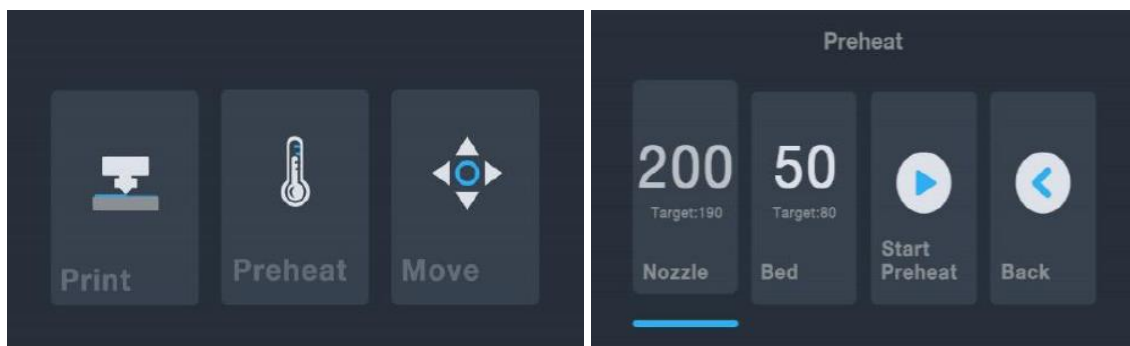 Print
Preheat
Move
Preheat
200
Target:190
Nozzle
50
Target:80
Bed
Start
Preheat
Back